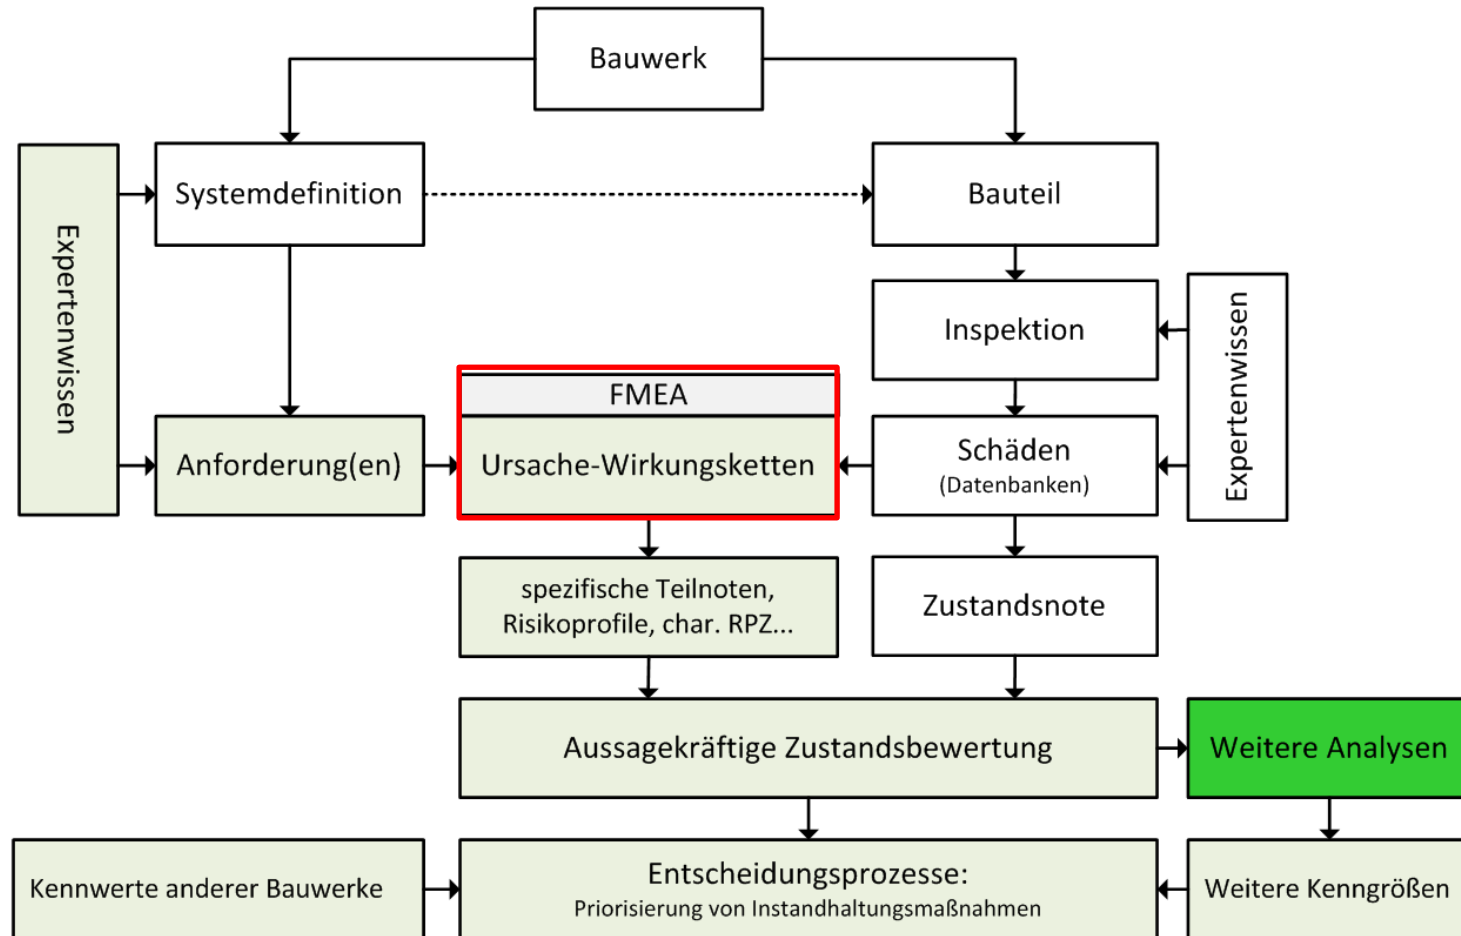 Bauwerk
Systemdefinition
Bauteil
Expertenwissen
Inspektion
Expertenwissen
FMEA
Anforderung(en)
Ursache-Wirkungsketten
Schäden
(Datenbanken)
spezifische Teilnoten,
Risikoprofile, char. RPZ...
Zustandsnote
Aussagekräftige Zustandsbewertung
Weitere Analysen
Kennwerte anderer Bauwerke
Entscheidungsprozesse:
Priorisierung von Instandhaltungsmaßnahmen
Weitere Kenngrößen